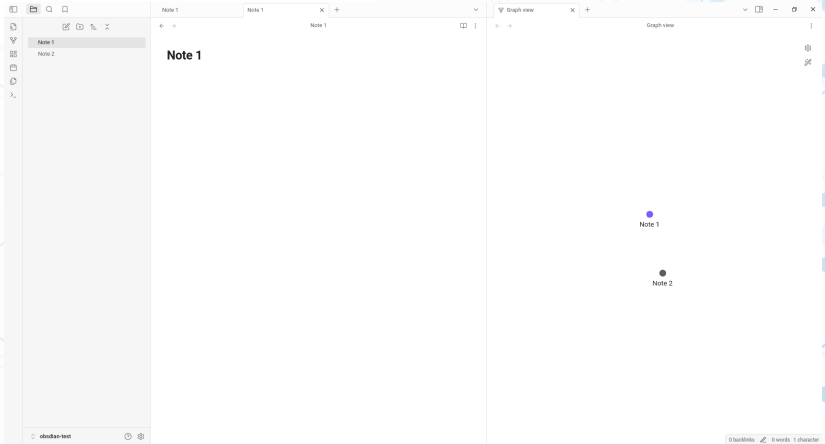 Note 1
Note 1
Graph view
Note 1
Graph view
Note 1
Note 2
Note 1
Note 1
Note 2
obsdian-test
0 backlinks 0 words 1 character